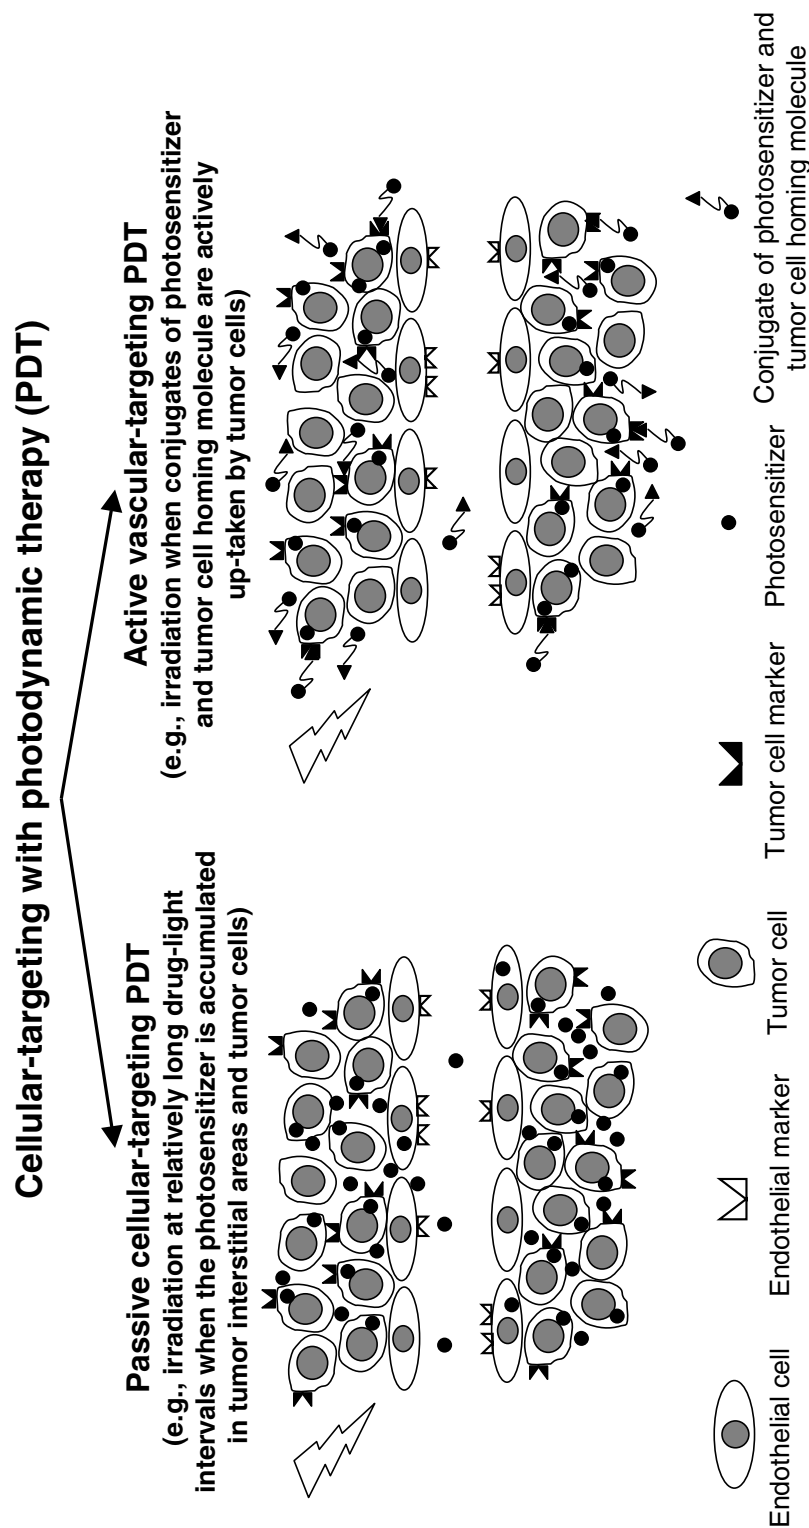 Cellular-targeting with photodynamic therapy (PDT)
Passive cellular-targeting PDT
(e.g., irradiation at relatively long drug-light
intervals when the photosensitizer is accumulated
in tumor interstitial areas and tumor cells)
Active vascular-targeting PDT
(e.g., irradiation when conjugates of photosensitizer
and tumor cell homing molecule are actively
up-taken by tumor cells)
Endothelial cell
Endothelial marker
Tumor cell
Tumor cell marker
Photosensitizer
Conjugate of photosensitizer and
tumor cell homing molecule